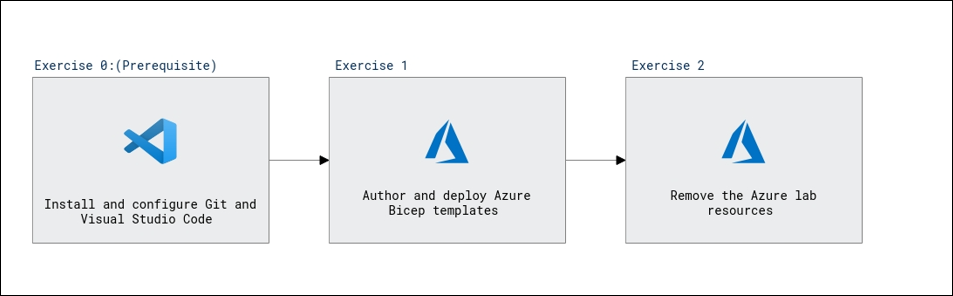 Exercise 0:(Prerequisite)
Install and configure Git and
Visual Studio Code
Exercise 1
Author and deploy Azure
Bicep templates
Exercise 2
Remove the Azure lab
resources